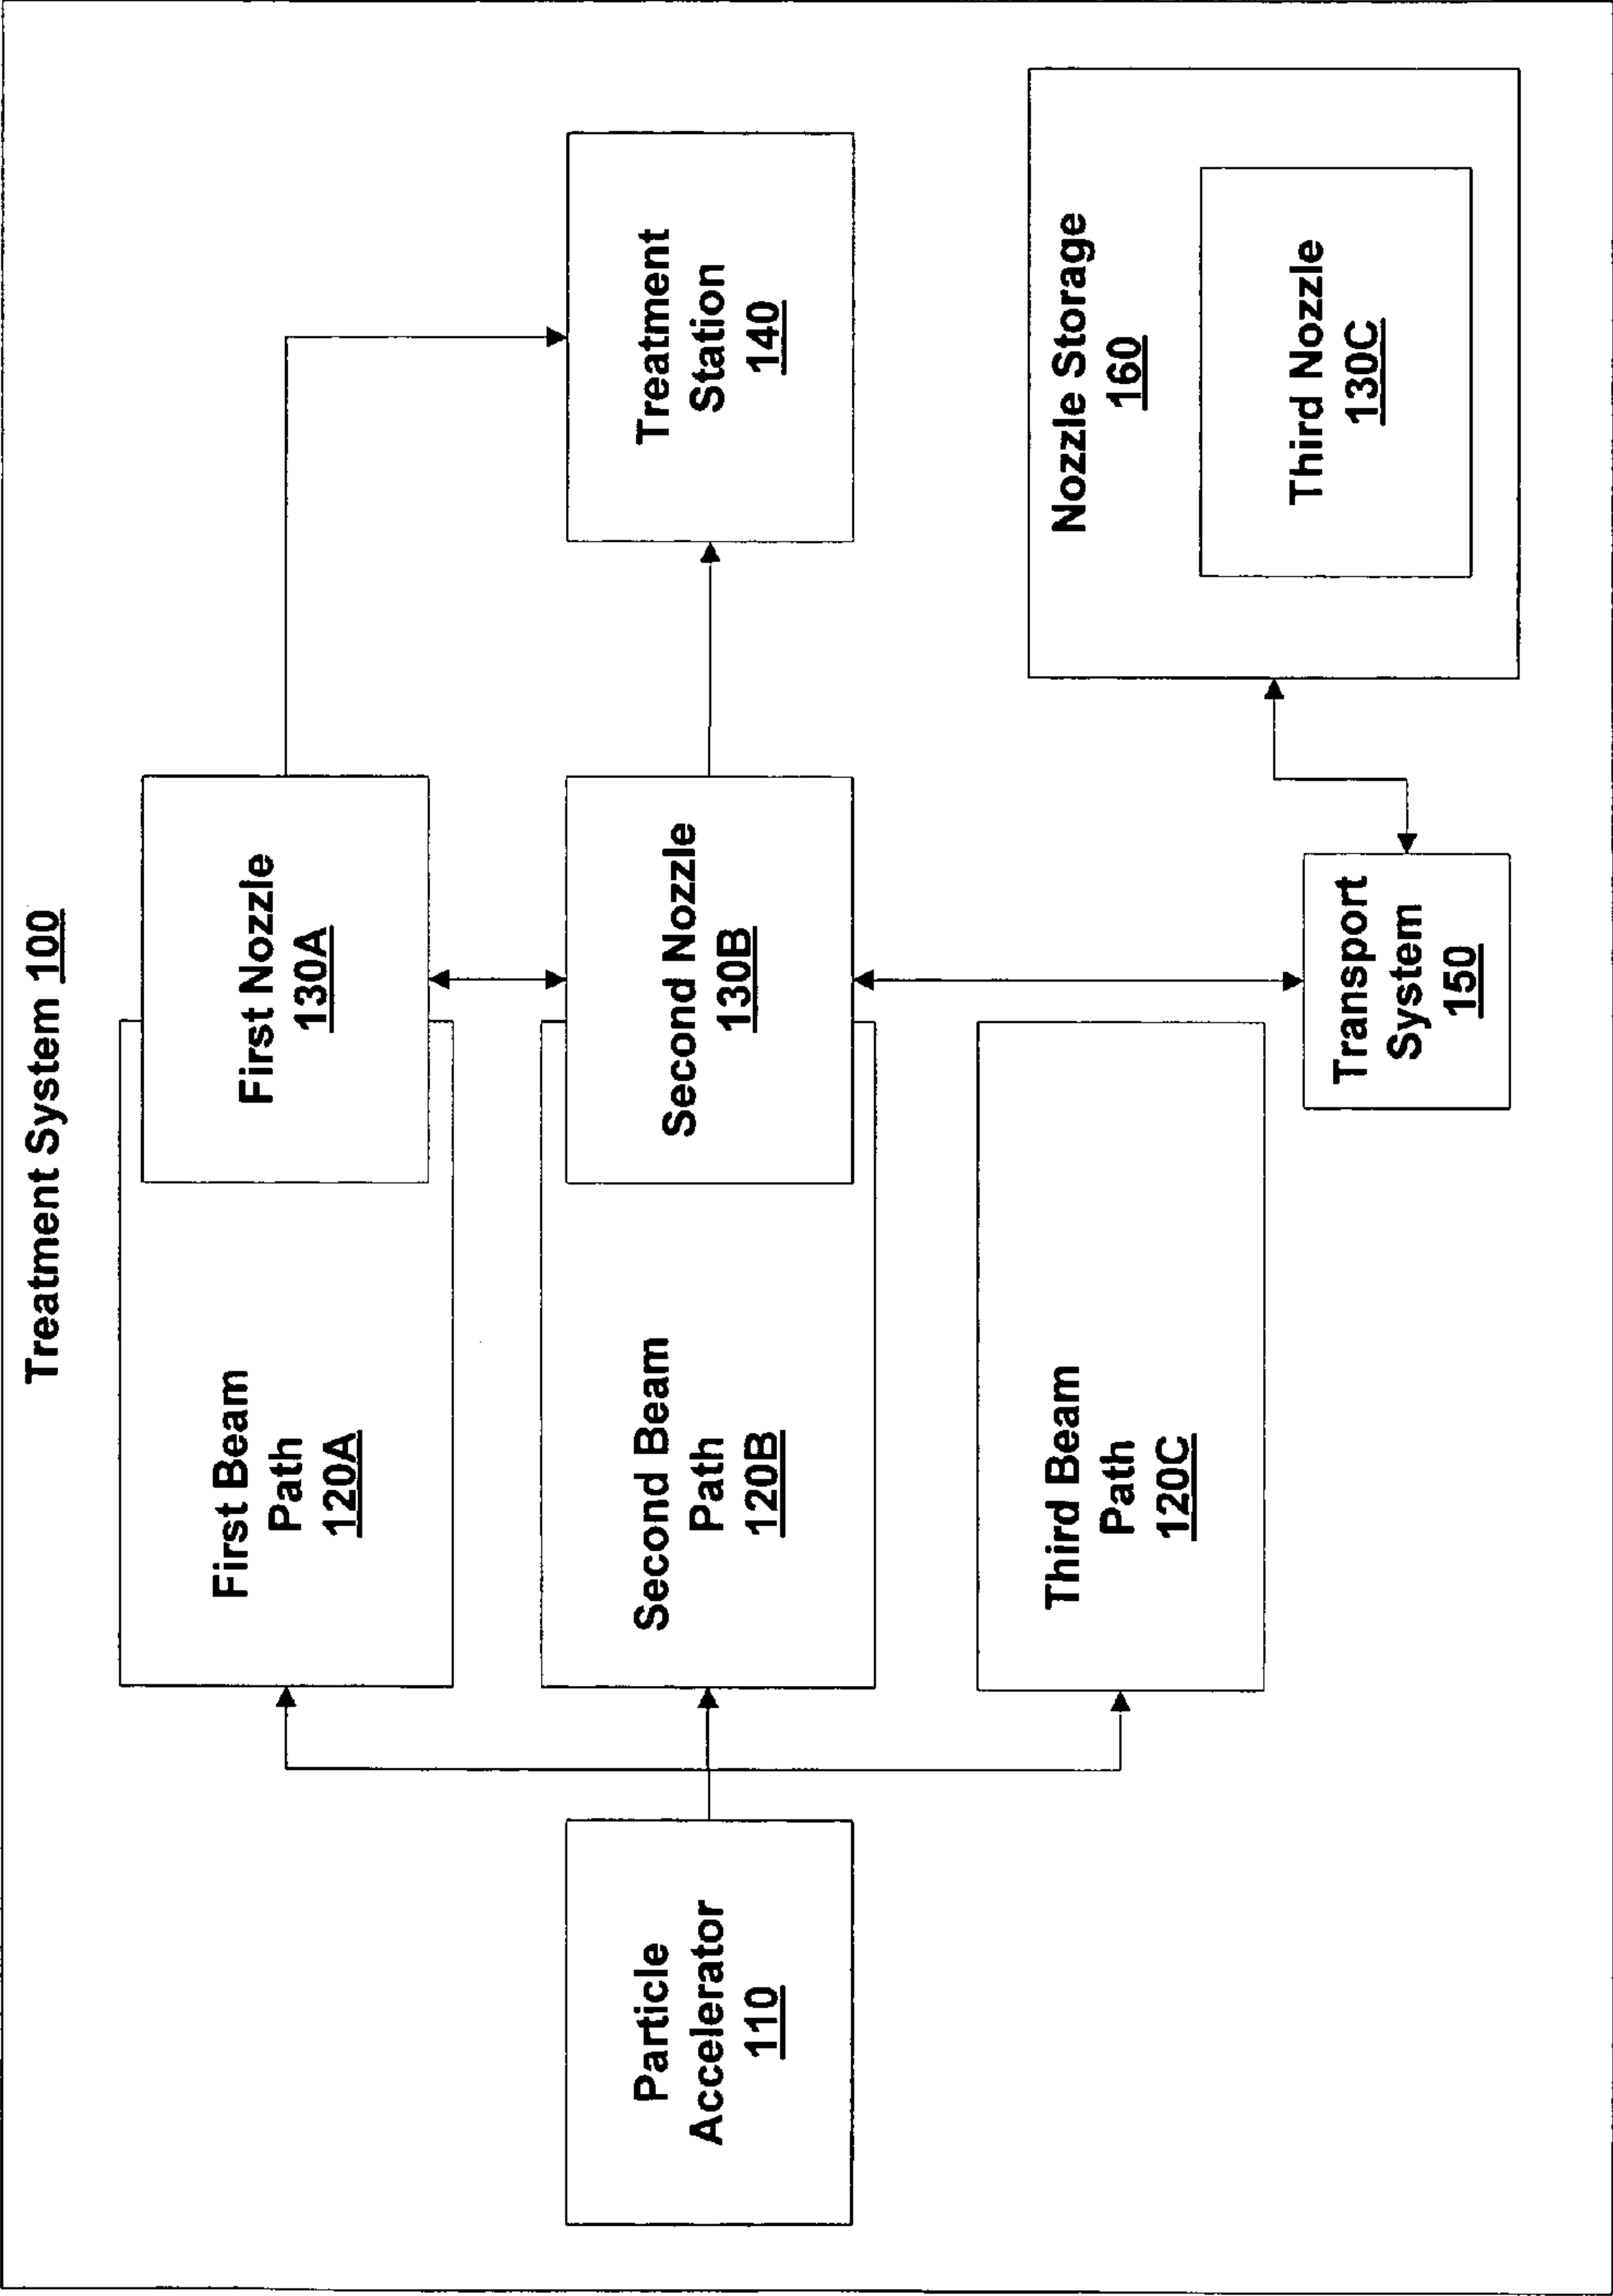 Treatment System 100
Particle
Accelerator
110
First Beam
Path
120A
First Nozzle
130A
Second Beam
Path
120B
Second Nozzle
130B
Treatment
Station
140
Third Beam
Path
120C
Transport
System
150
Nozzle Storage
160
Third Nozzle
130C